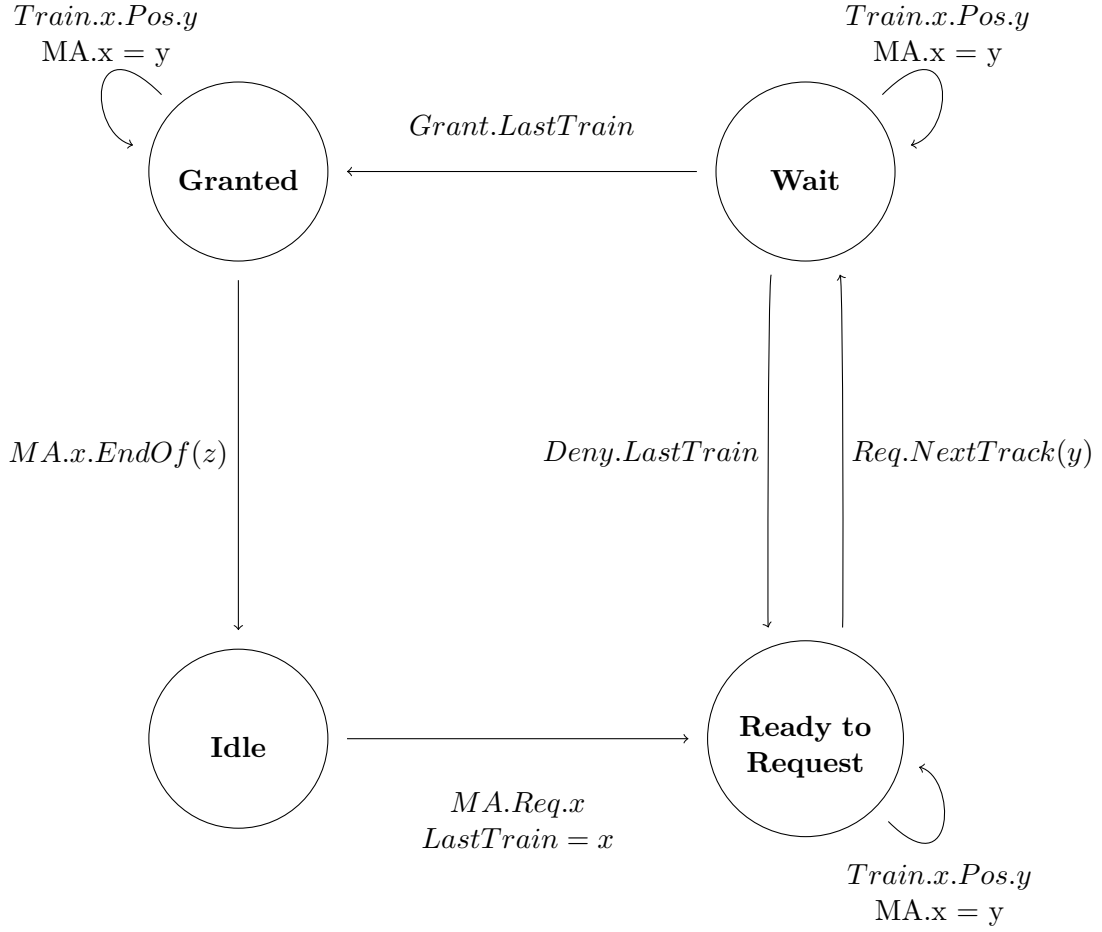 Train.x.Pos.y
MA.x = y
Train.x.Pos.y
MA.x = y
Grant.LastTrain
Granted
Wait
MA.x.EndOf(z)
Deny.LastTrain
Req.NextTrack(y)
Idle
Ready to
Request
MA.Req.x
LastTrain = x
Train.x.Pos.y
MA.x = y